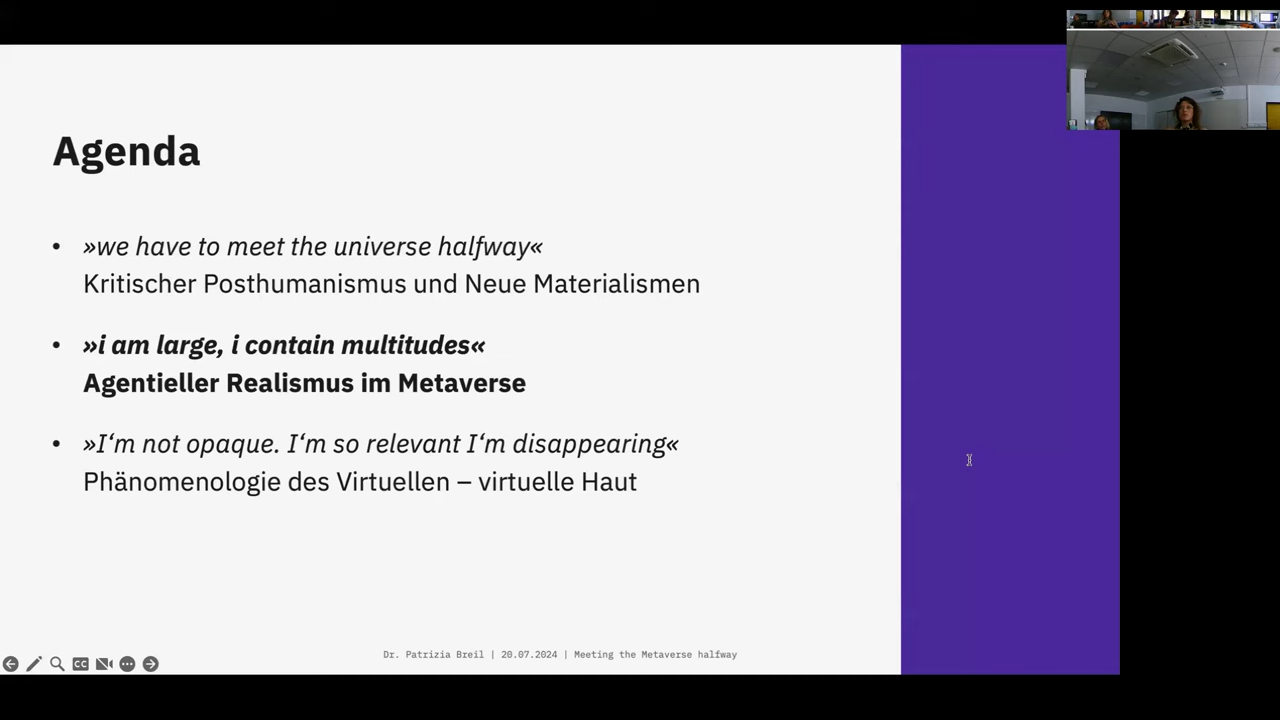 Agenda
• »we have to meet the universe halfway«
Kritischer Posthumanismus und Neue Materialismen
• »i am large, i contain multitudes«
Agentieller Realismus im Metaverse
• »I‘m not opaque. I‘m so relevant I‘m disappearing«
Phänomenologie des Virtuellen – virtuelle Haut
Dr. Patrizia Breil | 20.07.2024 | Meeting the Metaverse halfway
CC